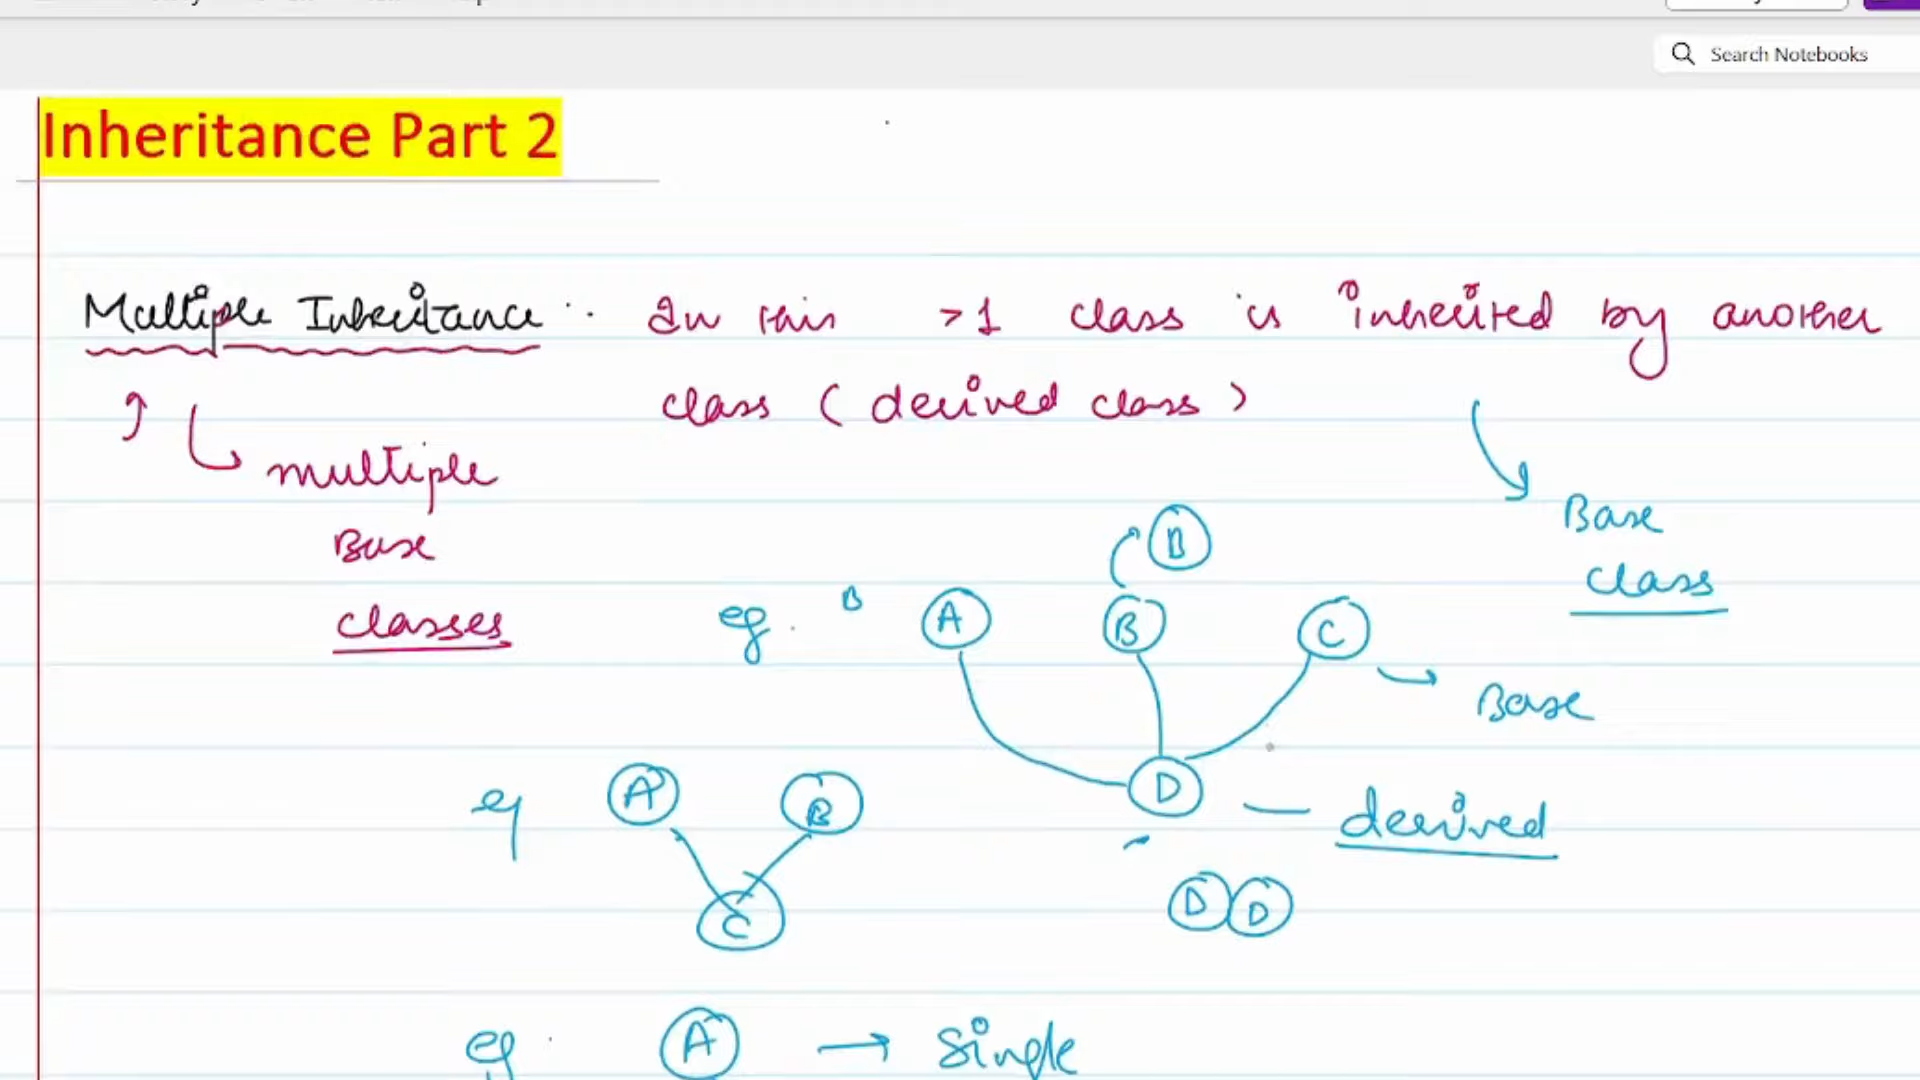 Search Notebooks
Inheritance Part 2
Multiple Inheritance : In this >1 class is inherited by another
class (derived class)
multiple
Base
classes
Base
class
B
eg. B A B C
Base
D derived
eg A B
C
D D
eg. A → Single